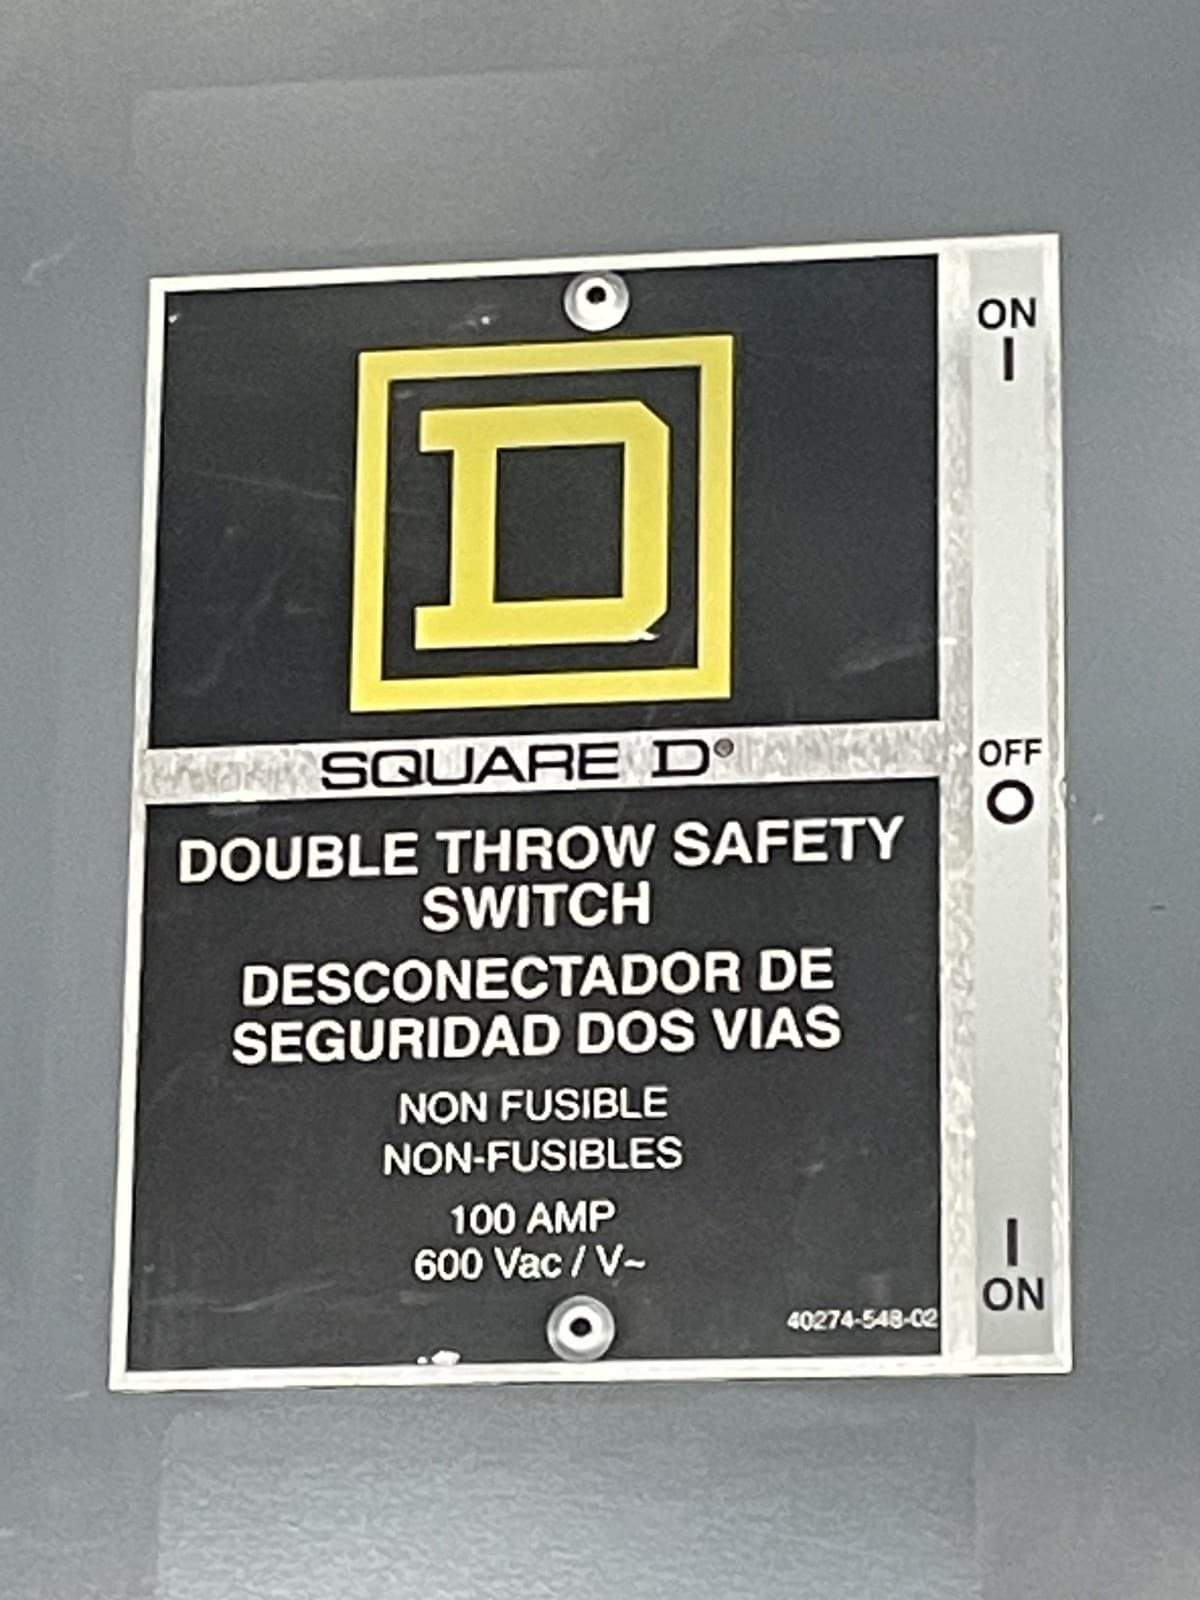 D
SQUARE D®
DOUBLE THROW SAFETY
SWITCH
DESCONECTADOR DE
SEGURIDAD DOS VIAS
NON FUSIBLE
NON-FUSIBLES
100 AMP
600 Vac / V~
40274-548-02
ON
I
OFF
O
I
ON